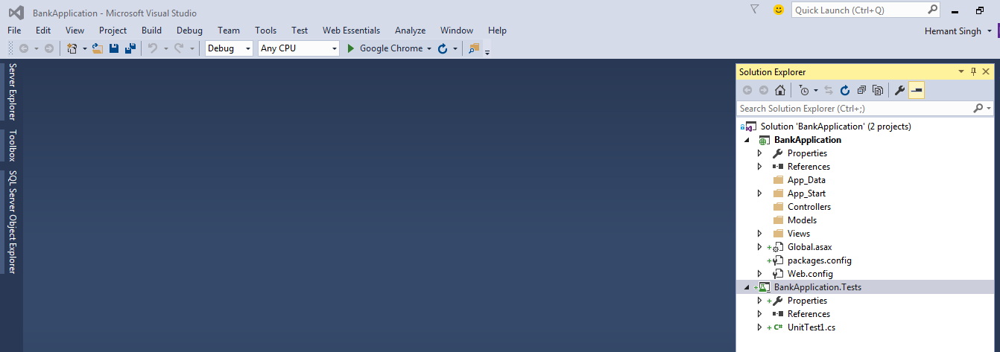 BankApplication - Microsoft Visual Studio
Quick Launch (Ctrl+Q)
File Edit View Project Build Debug Team Tools Test Web Essentials Analyze Window Help
Hemant Singh
Debug Any CPU Google Chrome
Server Explorer
Toolbox
SQL Server Object Explorer
Solution Explorer
Search Solution Explorer (Ctrl+;)
Solution 'BankApplication' (2 projects)
BankApplication
Properties
References
App_Data
App_Start
Controllers
Models
Views
Global.asax
packages.config
Web.config
BankApplication.Tests
Properties
References
C# UnitTest1.cs